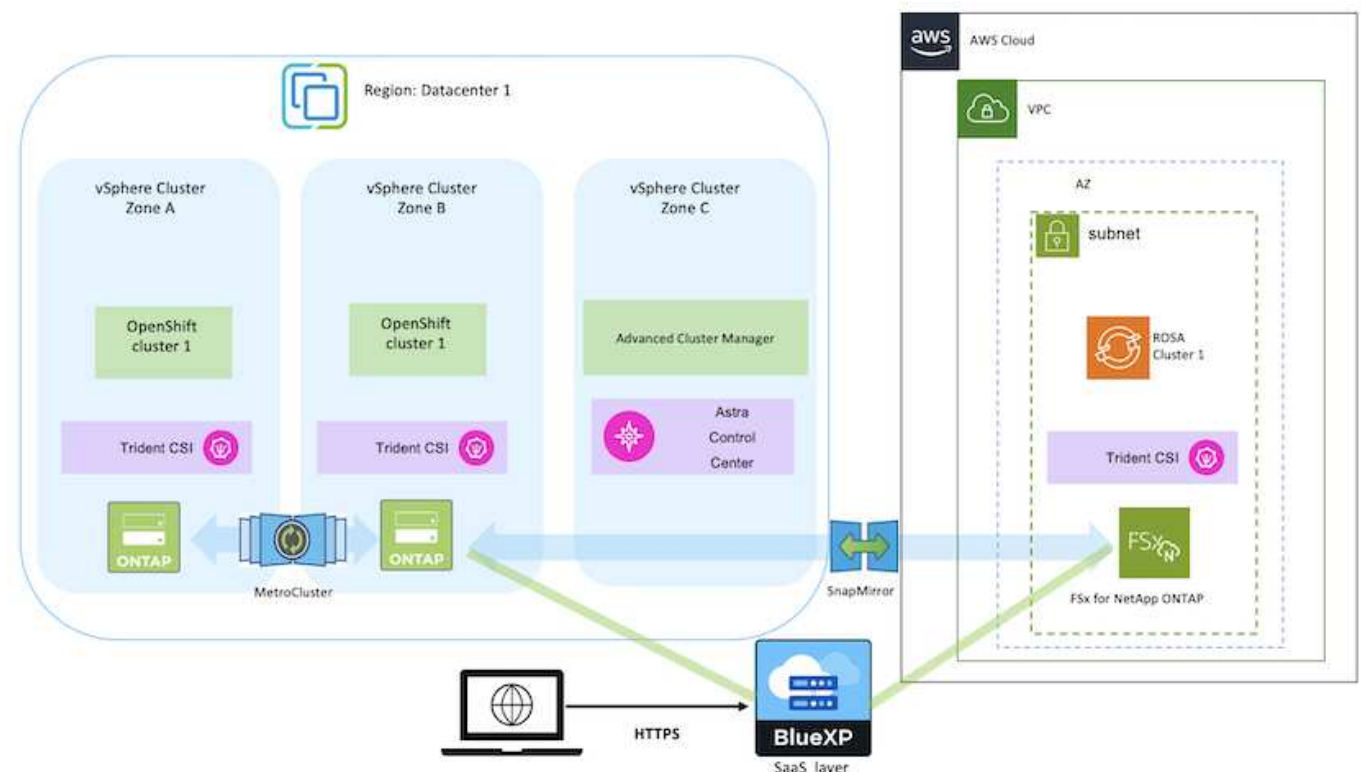 aws
AWS Cloud
Region: Datacenter 1
VPC
vSphere Cluster
Zone A
vSphere Cluster
Zone B
vSphere Cluster
Zone C
AZ
subnet
OpenShift
cluster 1
OpenShift
cluster 1
Advanced Cluster Manager
ROSA
Cluster 1
Trident CSI
Trident CSI
Astra
Control
Center
Trident CSI
ONTAP
ONTAP
MetroCluster
SnapMirror
FSx
N
FSx for NetApp ONTAP
HTTPS
BlueXP
SaaS layer